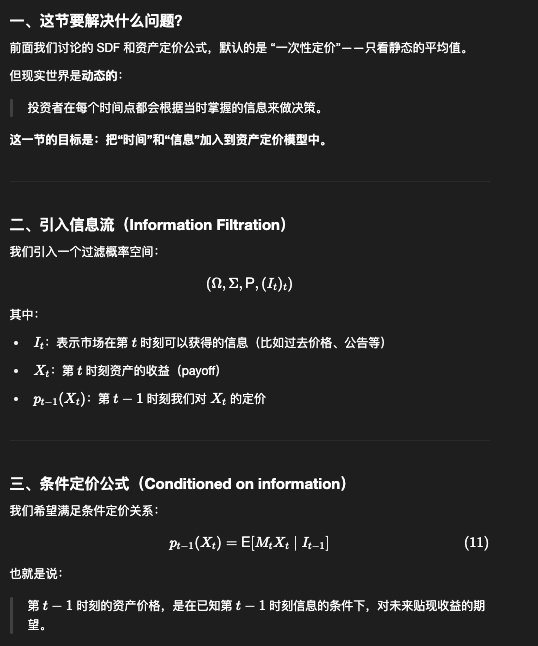 一、这节要解决什么问题?
前面我们讨论的 SDF 和资产定价公式，默认的是 “一次性定价”——只看静态的平均值。
但现实世界是动态的：
投资者在每个时间点都会根据当时掌握的信息来做决策。
这一节的目标是：把“时间”和“信息”加入到资产定价模型中。
二、引入信息流（Information Filtration）
我们引入一个过滤概率空间：
(Ω, Σ, P, (I_t)_t)
其中：
• I_t：表示市场在第 t 时刻可以获得的信息（比如过去价格、公告等）
• X_t：第 t 时刻资产的收益（payoff）
• p_{t−1}(X_t)：第 t − 1 时刻我们对 X_t 的定价
三、条件定价公式（Conditioned on information）
我们希望满足条件定价关系：
p_{t−1}(X_t) = E[M_t X_t | I_{t−1}] (11)
也就是说：
第 t − 1 时刻的资产价格，是在已知第 t − 1 时刻信息的条件下，对未来贴现收益的期
望。